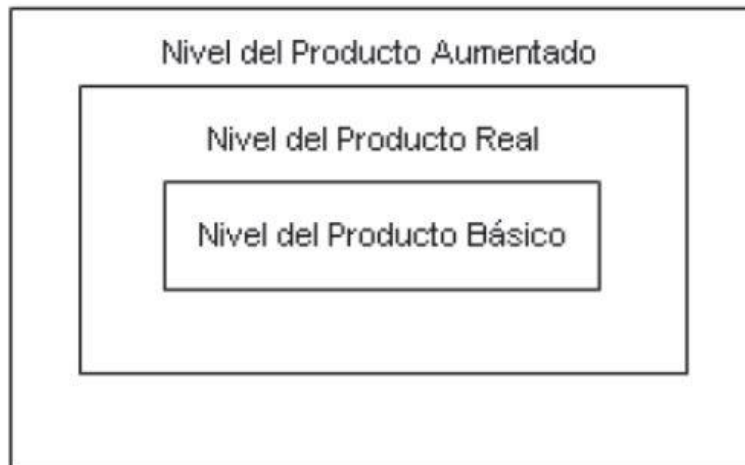 Nivel del Producto Aumentado
Nivel del Producto Real
Nivel del Producto Básico